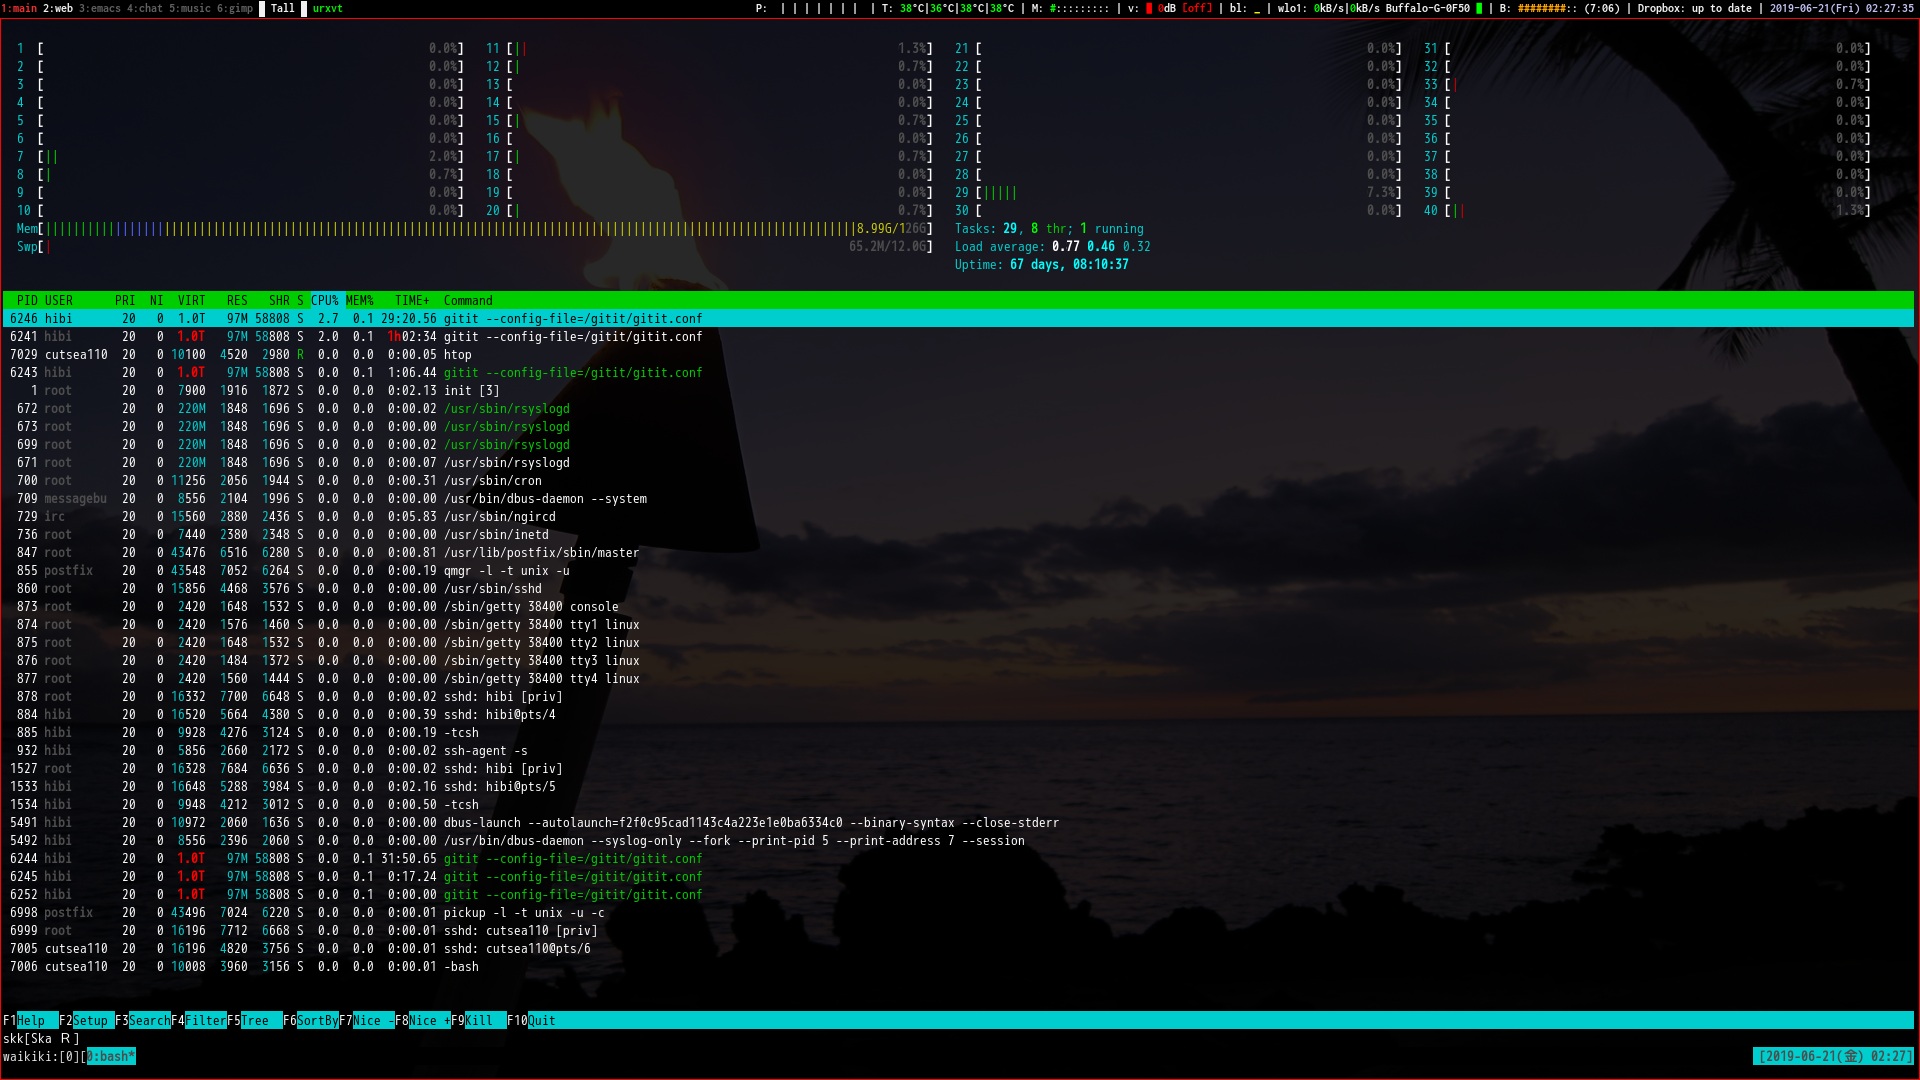 1:main 2:web 3:emacs 4:chat 5:music 6:gimp Tall urxvt P: | | | | | | | | T: 38°C|36°C|38°C|38°C | M: #::::::::: | v: 0dB [off] | bl: _ | wlo1: 0kB/s|0kB/s Buffalo-G-0F50 | B: ########:: (7:06) | Dropbox: up to date | 2019-06-21(Fri) 02:27:35
1 [ 0.0%] 11 [|| 1.3%] 21 [ 0.0%] 31 [ 0.0%]
2 [ 0.0%] 12 [| 0.7%] 22 [ 0.0%] 32 [ 0.0%]
3 [ 0.0%] 13 [ 0.0%] 23 [ 0.0%] 33 [| 0.7%]
4 [ 0.0%] 14 [ 0.0%] 24 [ 0.0%] 34 [ 0.0%]
5 [ 0.0%] 15 [| 0.7%] 25 [ 0.0%] 35 [ 0.0%]
6 [ 0.0%] 16 [ 0.0%] 26 [ 0.0%] 36 [ 0.0%]
7 [|| 2.0%] 17 [| 0.7%] 27 [ 0.0%] 37 [ 0.0%]
8 [| 0.7%] 18 [ 0.0%] 28 [ 0.0%] 38 [ 0.0%]
9 [ 0.0%] 19 [ 0.0%] 29 [||||| 7.3%] 39 [ 0.0%]
10 [ 0.0%] 20 [| 0.7%] 30 [ 0.0%] 40 [|| 1.3%]
Mem[8.99G/126G] Tasks: 29, 8 thr; 1 running
Swp[| 65.2M/12.0G] Load average: 0.77 0.46 0.32
Uptime: 67 days, 08:10:37
PID USER PRI NI VIRT RES SHR S CPU% MEM% TIME+ Command
6246 hibi 20 0 1.0T 97M 58808 S 2.7 0.1 29:20.56 gitit --config-file=/gitit/gitit.conf
6241 hibi 20 0 1.0T 97M 58808 S 2.0 0.1 1h02:34 gitit --config-file=/gitit/gitit.conf
7029 cutsea110 20 0 10100 4520 2980 R 0.0 0.0 0:00.05 htop
6243 hibi 20 0 1.0T 97M 58808 S 0.0 0.1 1:06.44 gitit --config-file=/gitit/gitit.conf
1 root 20 0 7900 1916 1872 S 0.0 0.0 0:02.13 init [3]
672 root 20 0 220M 1848 1696 S 0.0 0.0 0:00.02 /usr/sbin/rsyslogd
673 root 20 0 220M 1848 1696 S 0.0 0.0 0:00.00 /usr/sbin/rsyslogd
699 root 20 0 220M 1848 1696 S 0.0 0.0 0:00.02 /usr/sbin/rsyslogd
671 root 20 0 220M 1848 1696 S 0.0 0.0 0:00.07 /usr/sbin/rsyslogd
700 root 20 0 11256 2056 1944 S 0.0 0.0 0:00.31 /usr/sbin/cron
709 messagebu 20 0 8556 2104 1996 S 0.0 0.0 0:00.00 /usr/bin/dbus-daemon --system
729 irc 20 0 15560 2880 2436 S 0.0 0.0 0:05.83 /usr/sbin/ngircd
736 root 20 0 7440 2380 2348 S 0.0 0.0 0:00.00 /usr/sbin/inetd
847 root 20 0 43476 6516 6280 S 0.0 0.0 0:00.81 /usr/lib/postfix/sbin/master
855 postfix 20 0 43548 7052 6264 S 0.0 0.0 0:00.19 qmgr -l -t unix -u
860 root 20 0 15856 4468 3576 S 0.0 0.0 0:00.00 /usr/sbin/sshd
873 root 20 0 2420 1648 1532 S 0.0 0.0 0:00.00 /sbin/getty 38400 console
874 root 20 0 2420 1576 1460 S 0.0 0.0 0:00.00 /sbin/getty 38400 tty1 linux
875 root 20 0 2420 1648 1532 S 0.0 0.0 0:00.00 /sbin/getty 38400 tty2 linux
876 root 20 0 2420 1484 1372 S 0.0 0.0 0:00.00 /sbin/getty 38400 tty3 linux
877 root 20 0 2420 1560 1444 S 0.0 0.0 0:00.00 /sbin/getty 38400 tty4 linux
878 root 20 0 16332 7700 6648 S 0.0 0.0 0:00.02 sshd: hibi [priv]
884 hibi 20 0 16520 5664 4380 S 0.0 0.0 0:00.39 sshd: hibi@pts/4
885 hibi 20 0 9928 4276 3124 S 0.0 0.0 0:00.19 -tcsh
932 hibi 20 0 5856 2660 2172 S 0.0 0.0 0:00.02 ssh-agent -s
1527 hibi 20 0 16328 7684 6636 S 0.0 0.0 0:00.02 sshd: hibi [priv]
1533 hibi 20 0 16648 5288 3984 S 0.0 0.0 0:02.16 sshd: hibi@pts/5
1534 hibi 20 0 9948 4212 3012 S 0.0 0.0 0:00.50 -tcsh
5491 hibi 20 0 10972 2060 1636 S 0.0 0.0 0:00.00 dbus-launch --autolaunch=f2f0c95cad1143c4a223e1e0ba6334c0 --binary-syntax --close-stderr
5492 hibi 20 0 8556 2396 2060 S 0.0 0.0 0:00.00 /usr/bin/dbus-daemon --syslog-only --fork --print-pid 5 --print-address 7 --session
6244 hibi 20 0 1.0T 97M 58808 S 0.0 0.1 31:50.65 gitit --config-file=/gitit/gitit.conf
6245 hibi 20 0 1.0T 97M 58808 S 0.0 0.1 0:17.24 gitit --config-file=/gitit/gitit.conf
6252 hibi 20 0 1.0T 97M 58808 S 0.0 0.1 0:00.00 gitit --config-file=/gitit/gitit.conf
6998 postfix 20 0 43496 7024 6220 S 0.0 0.0 0:00.01 pickup -l -t unix -u -c
6999 root 20 0 16196 7712 6668 S 0.0 0.0 0:00.01 sshd: cutsea110 [priv]
7005 cutsea110 20 0 16196 4820 3756 S 0.0 0.0 0:00.01 sshd: cutsea110@pts/6
7006 cutsea110 20 0 10008 3960 3156 S 0.0 0.0 0:00.01 -bash
F1Help F2Setup F3SearchF4FilterF5Tree F6SortByF7Nice -F8Nice +F9Kill F10Quit
skk[Ska R]
waikiki:[0][0:bash* [2019-06-21(金) 02:27]